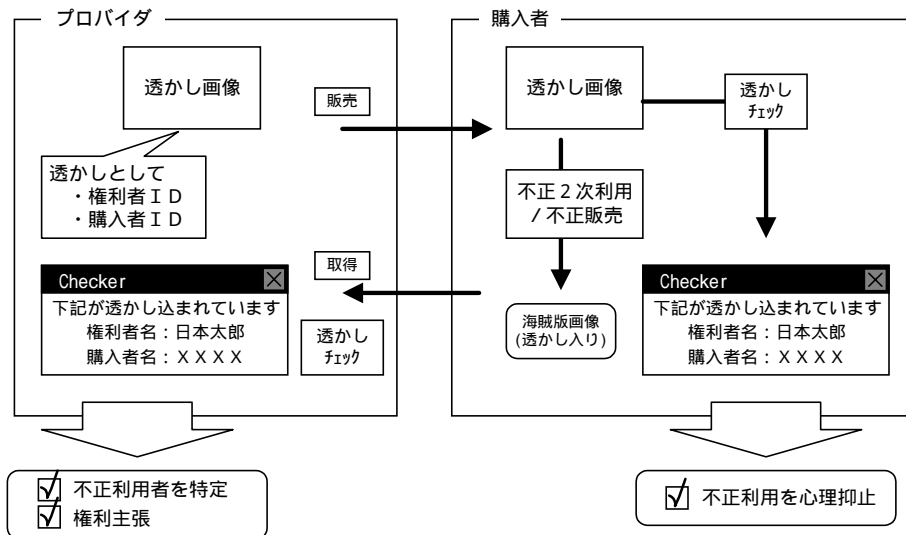 プロバイダ
透かし画像
透かしとして
・権利者ＩＤ
・購入者ＩＤ
販売
取得
Checker
下記が透かし込まれています
権利者名：日本太郎
購入者名：ＸＸＸＸ
透かし
ﾁｪｯｸ
不正利用者を特定
権利主張
購入者
透かし画像
透かし
ﾁｪｯｸ
不正２次利用
/ 不正販売
海賊版画像
(透かし入り)
Checker
下記が透かし込まれています
権利者名：日本太郎
購入者名：ＸＸＸＸ
不正利用を心理抑止